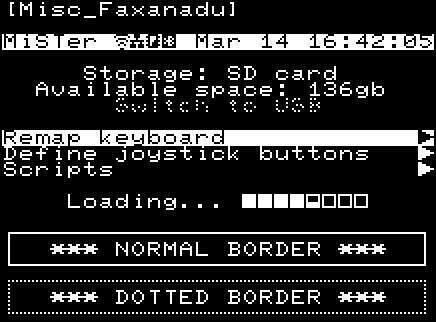 [Misc_Faxanadu]
MiSTer Mar 14 16:42:05
Storage: SD card
Available space: 136gb
Switch to USB
Remap keyboard
Define joystick buttons
Scripts
Loading...
*** NORMAL BORDER ***
*** DOTTED BORDER ***